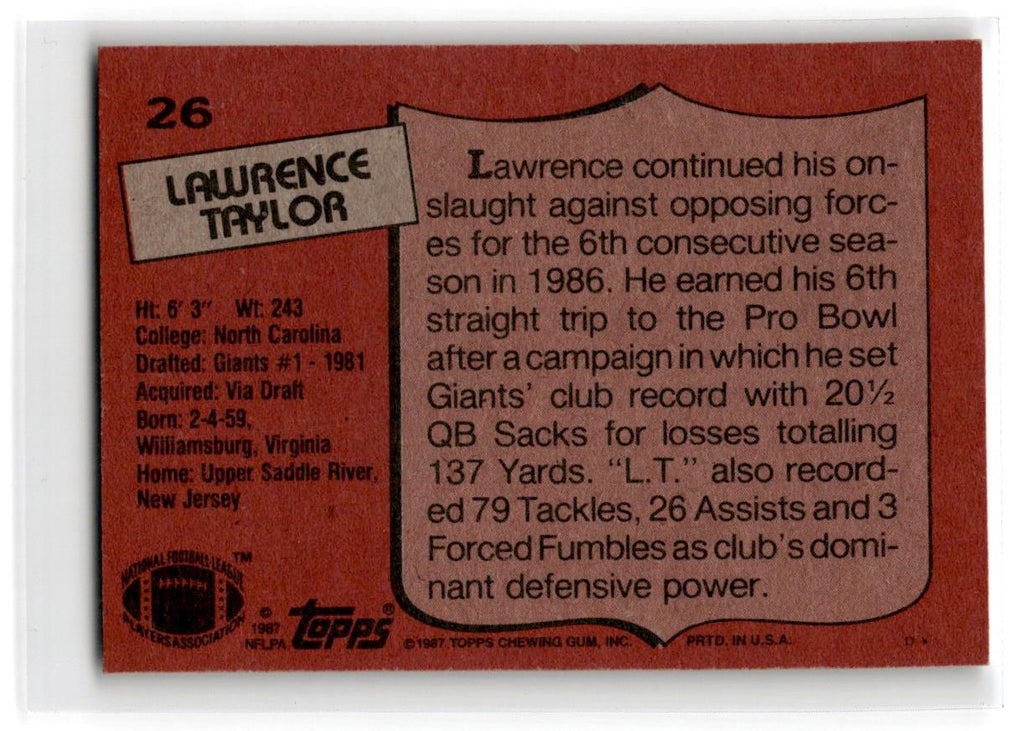 26
LAWRENCE
TAYLOR
Ht: 6' 3" Wt: 243
College: North Carolina
Drafted: Giants #1 - 1981
Acquired: Via Draft
Born: 2-4-59,
Williamsburg, Virginia
Home: Upper Saddle River,
New Jersey
Lawrence continued his on-
slaught against opposing forc-
es for the 6th consecutive sea-
son in 1986. He earned his 6th
straight trip to the Pro Bowl
after a campaign in which he set
Giants' club record with 20½
QB Sacks for losses totalling
137 Yards. "L.T." also record-
ed 79 Tackles, 26 Assists and 3
Forced Fumbles as club's domi-
nant defensive power.
NATIONAL FOOTBALL LEAGUE ™
PLAYERS ASSOCIATION
© 1987 NFLPA
topps®
© 1987 TOPPS CHEWING GUM, INC. PRTD. IN U.S.A. D *